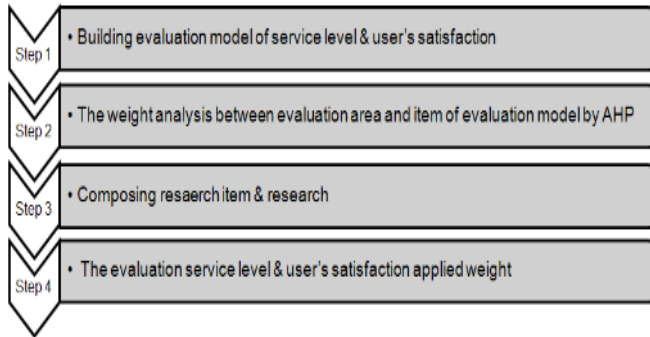 Step 1
• Building evaluation model of service level & user's satisfaction
Step 2
• The weight analysis between evaluation area and item of evaluation model by AHP
Step 3
• Composing resaerch item & research
Step 4
• The evaluation service level & user's satisfaction applied weight